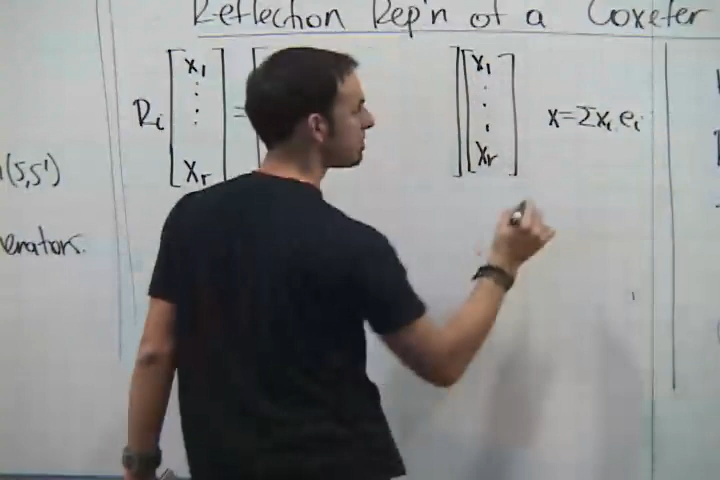 Reflection Rep'n of a Coxeter
R_i [x_1 : : x_r] = [ ] [x_1 : . . x_r] x = Σx_i e_i
(s,s')
erators.